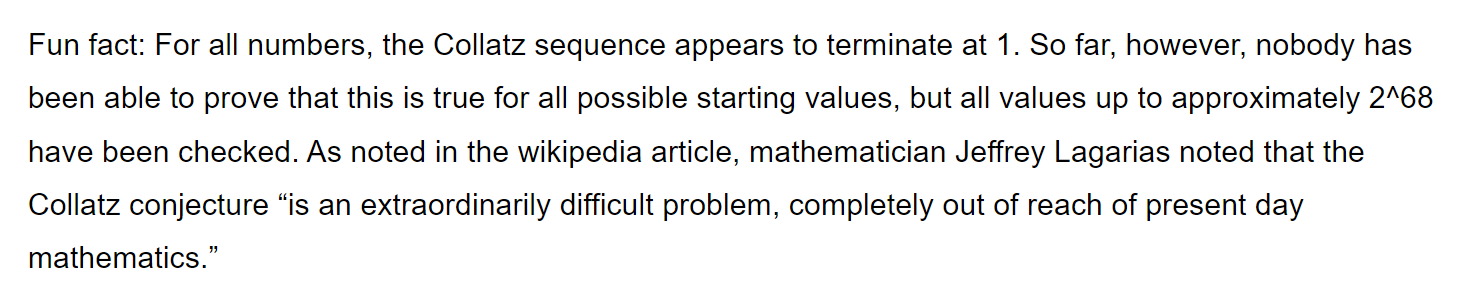 Fun fact: For all numbers, the Collatz sequence appears to terminate at 1. So far, however, nobody has
been able to prove that this is true for all possible starting values, but all values up to approximately 2^68
have been checked. As noted in the wikipedia article, mathematician Jeffrey Lagarias noted that the
Collatz conjecture “is an extraordinarily difficult problem, completely out of reach of present day
mathematics.”